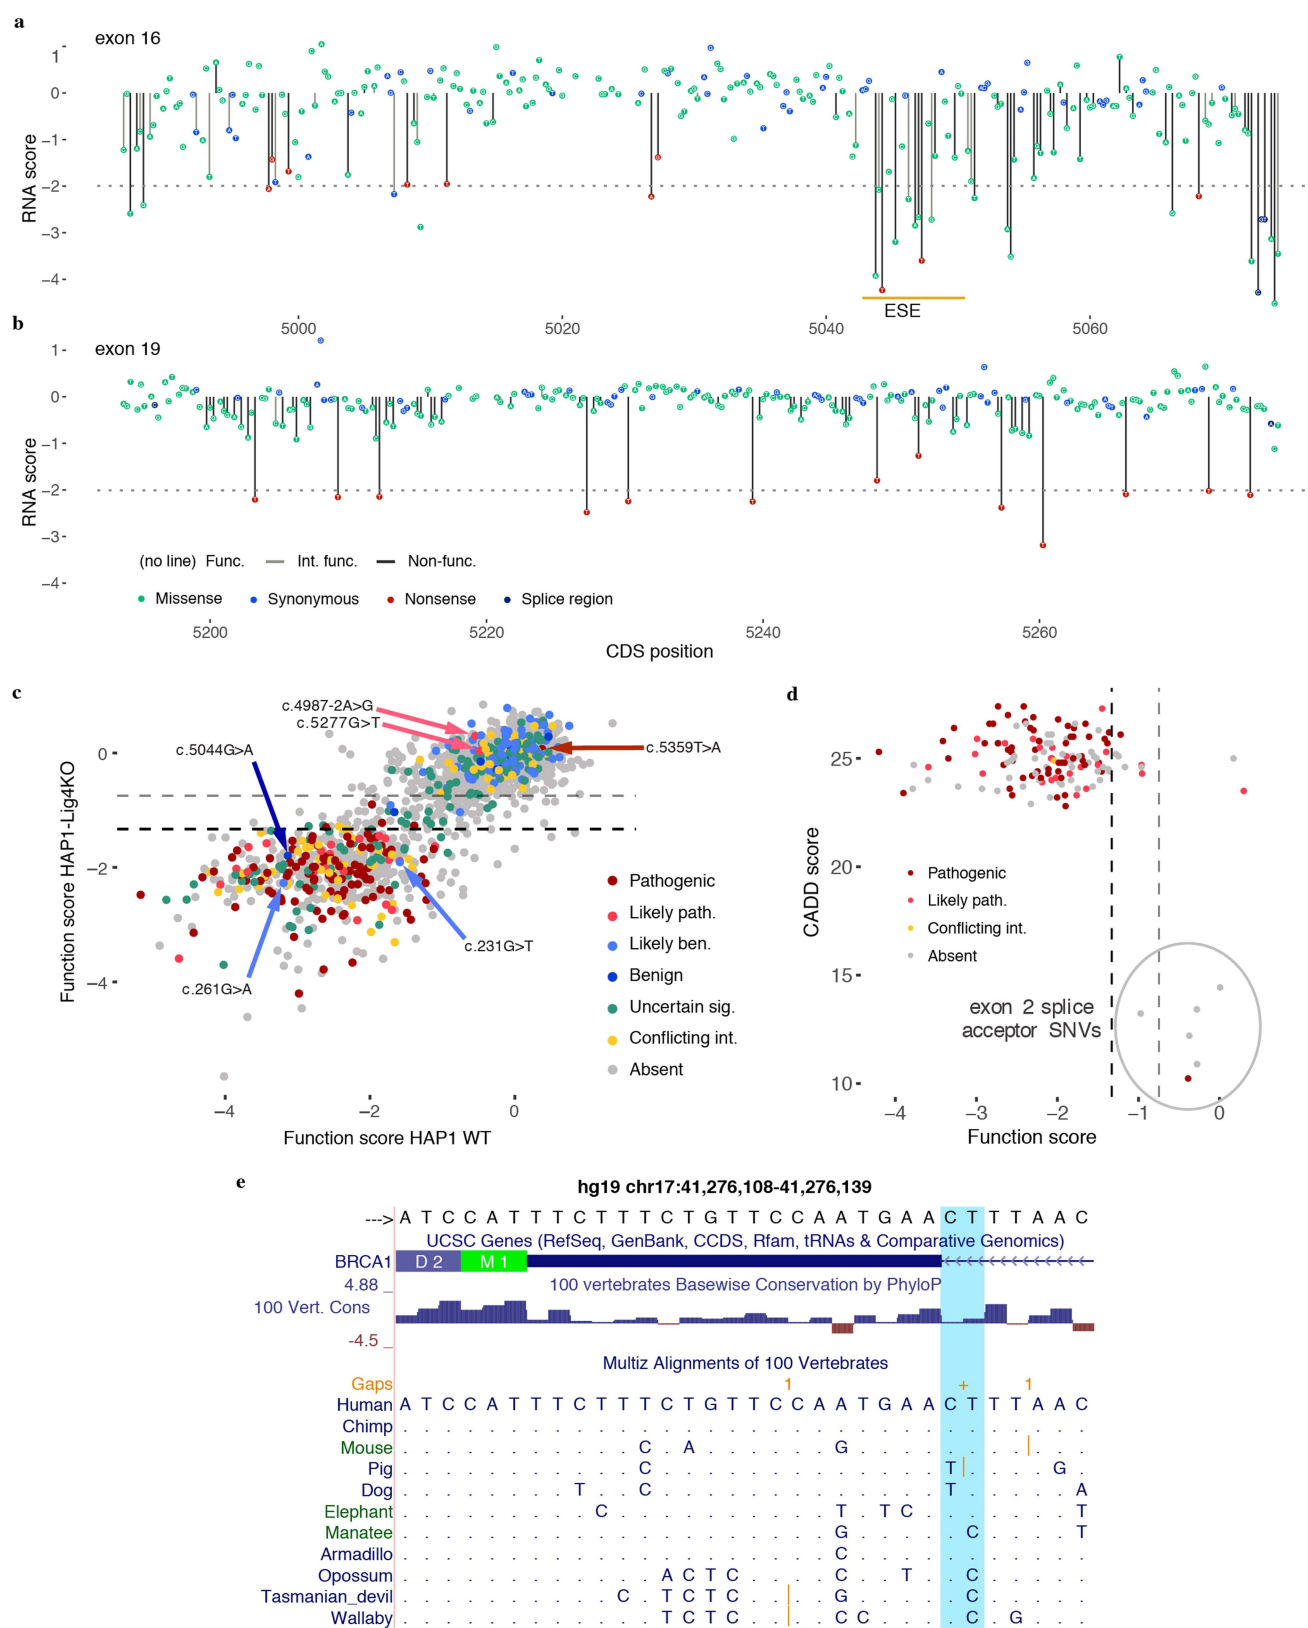 a
exon 16
1
0
−1
−2
−3
−4
RNA score
ESE
5000 5020 5040 5060
b
exon 19
1
0
−1
−2
−3
−4
RNA score
(no line) Func. Int. func. Non-func.
Missense Synonymous Nonsense Splice region
5200 5220 5240 5260
CDS position
c
c.4987-2A>G
c.5277G>T
c.5044G>A
c.5359T>A
c.231G>T
c.261G>A
0
−2
−4
Function score HAP1-Lig4KO
Pathogenic
Likely path.
Likely ben.
Benign
Uncertain sig.
Conflicting int.
Absent
−4 −2 0
Function score HAP1 WT
d
25
20
15
10
CADD score
Pathogenic
Likely path.
Conflicting int.
Absent
exon 2 splice
acceptor SNVs
−4 −3 −2 −1 0
Function score
e
hg19 chr17:41,276,108-41,276,139
---> A T C C A T T T C T T T C T G T T C C A A T G A A C T T T A A C
UCSC Genes (RefSeq, GenBank, CCDS, Rfam, tRNAs & Comparative Genomics)
BRCA1 D 2 M 1
4.88 _ 100 vertebrates Basewise Conservation by PhyloP
100 Vert. Cons
-4.5 _
Multiz Alignments of 100 Vertebrates
Gaps 1 + 1
Human A T C C A T T T C T T T C T G T T C C A A T G A A C T T T A A C
Chimp . . . . . . . . . . . . . . . . . . . . . . . . . . . . . . . .
Mouse . . . . . . . . . . . C . A . . . . . . G . . . . . . . . | . . .
Pig . . . . . . . . . . . C . . . . . . . . . . . . . T | . . . . G .
Dog . . . . . . . . T . . C . . . . . . . . . . . . . T . . . . . A
Elephant . . . . . . . . . C . . . . . . . . . . T . T C . . . . . . . T
Manatee . . . . . . . . . . . . . . . . . . . . G . . . . . C . . . . T
Armadillo . . . . . . . . . . . . . . . . . . . . C . . . . . . . . . . .
Opossum . . . . . . . . . . . . A C T C . . . . C . . T . . C . . . . .
Tasmanian_devil . . . . . . . . . . C . T C T C . . | . . G . . . . . C . . . . .
Wallaby . . . . . . . . . . . . T C T C . . | . . C C . . . . C . G . . .